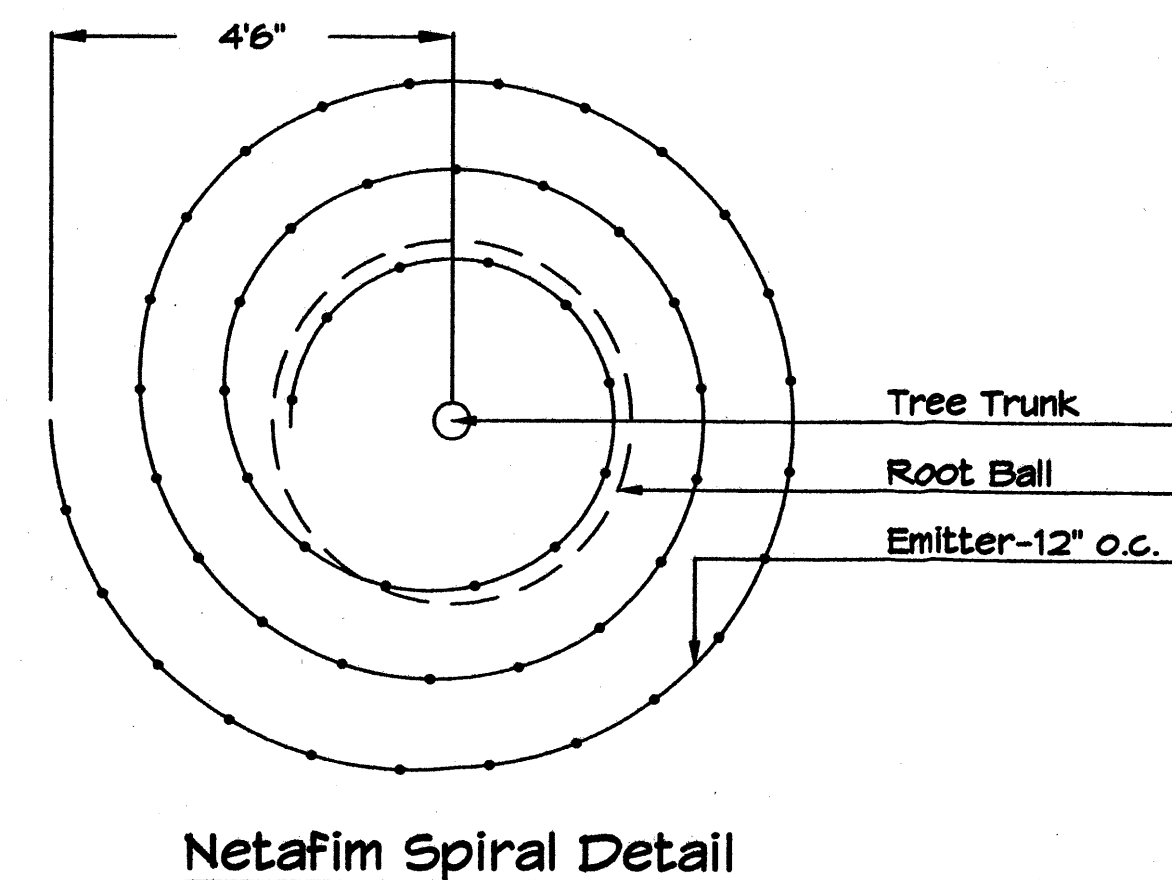 4'6"
Tree Trunk
Root Ball
Emitter-12" o.c.
Netafim Spiral Detail